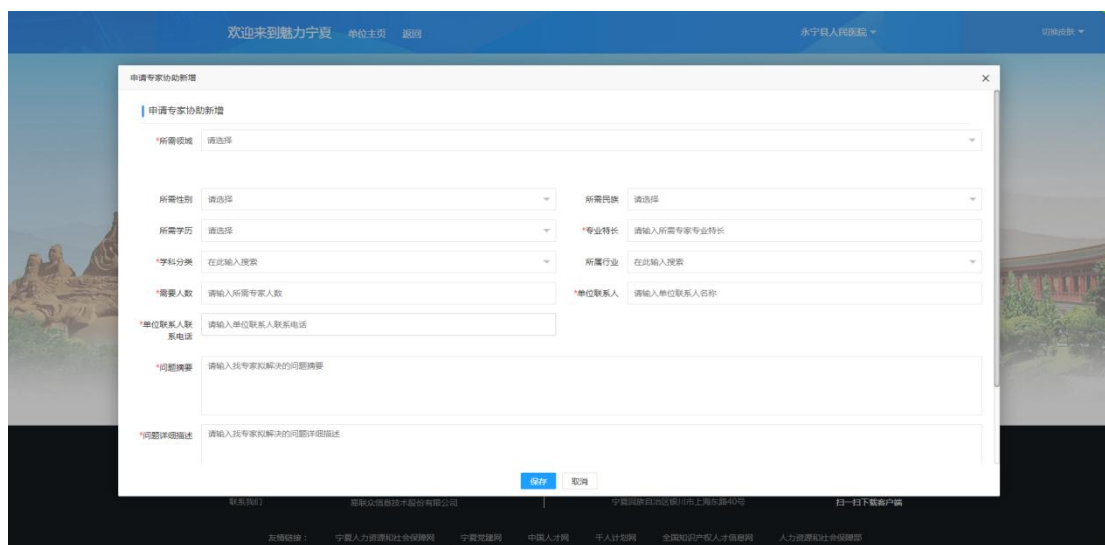 欢迎来到魅力宁夏 单位主页 返回 永宁县人民医院 切换皮肤
申请专家协助新增
申请专家协助新增
*所需领域 请选择
所需性别 请选择 所需民族 请选择
所需学历 请选择 *专业特长 请输入所需专家专业特长
*学科分类 在此输入搜索 所属行业 在此输入搜索
*需要人数 请输入所需专家人数 *单位联系人 请输入单位联系人名称
*单位联系人联系电话 请输入单位联系人联系电话
*问题摘要 请输入找专家拟解决的问题摘要
*问题详细描述 请输入找专家拟解决的问题详细描述
保存 取消
联系我们 易联众信息技术股份有限公司 宁夏回族自治区银川市上海东路40号 扫一扫下载客户端
友情链接： 宁夏人力资源和社会保障网 宁夏党建网 中国人才网 千人计划网 全国知识产权人才信息网 人力资源和社会保障部